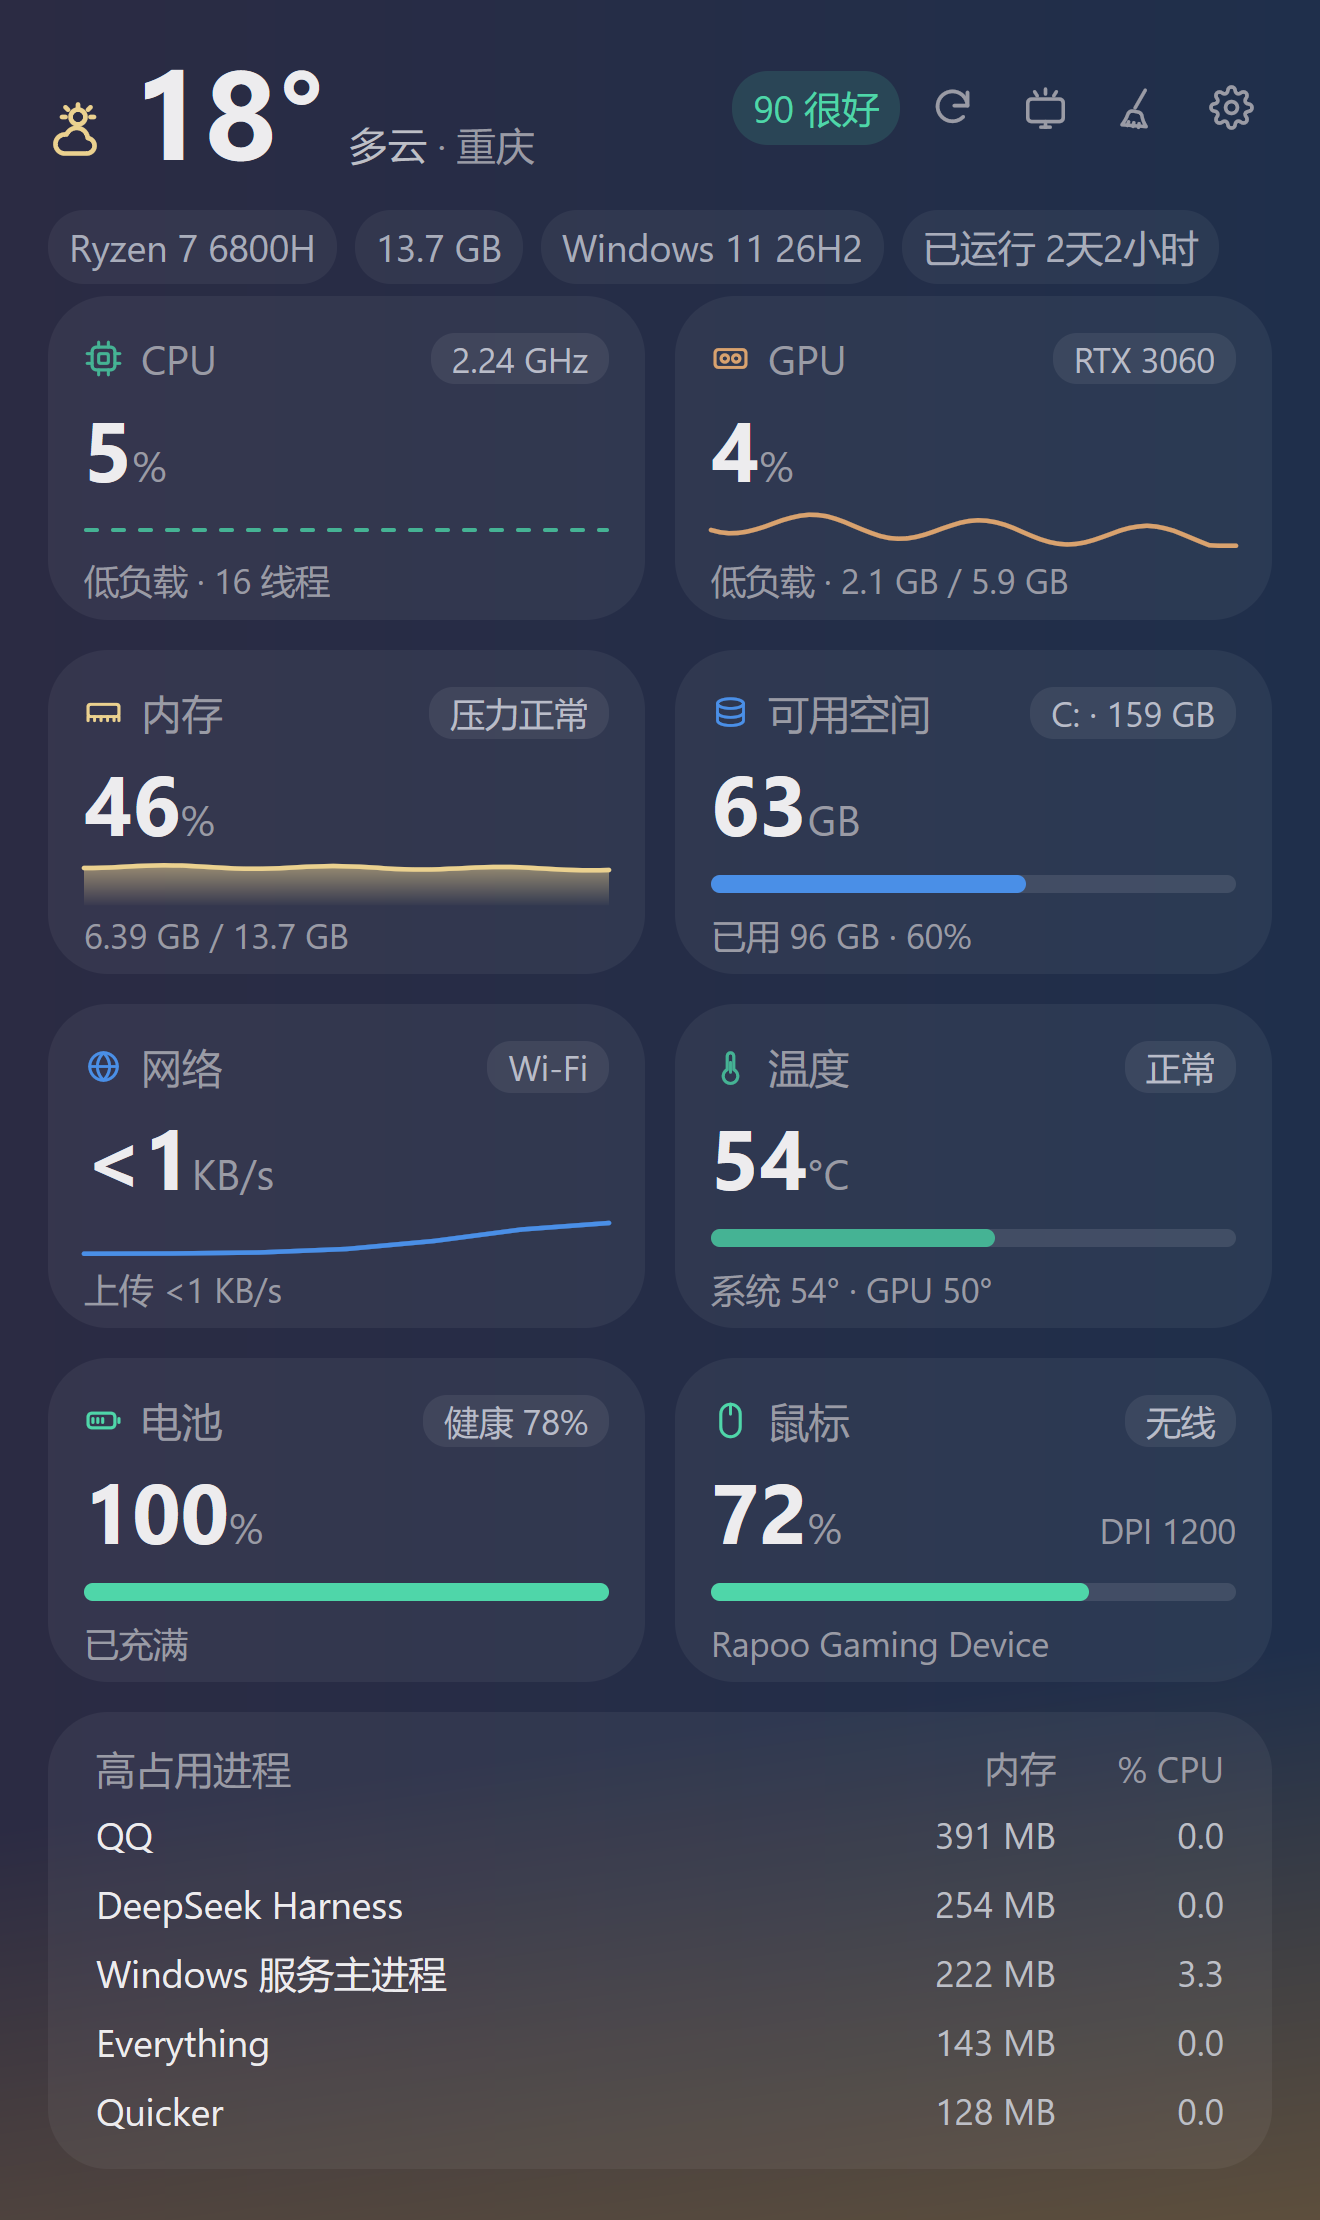 18° 多云 · 重庆 90 很好
Ryzen 7 6800H 13.7 GB Windows 11 26H2 已运行 2天2小时
CPU 2.24 GHz
5%
低负载 · 16 线程
GPU RTX 3060
4%
低负载 · 2.1 GB / 5.9 GB
内存 压力正常
46%
6.39 GB / 13.7 GB
可用空间 C: · 159 GB
63GB
已用 96 GB · 60%
网络 Wi-Fi
<1KB/s
上传 <1 KB/s
温度 正常
54°C
系统 54° · GPU 50°
电池 健康 78%
100%
已充满
鼠标 无线
72% DPI 1200
Rapoo Gaming Device
高占用进程 内存 % CPU
QQ 391 MB 0.0
DeepSeek Harness 254 MB 0.0
Windows 服务主进程 222 MB 3.3
Everything 143 MB 0.0
Quicker 128 MB 0.0